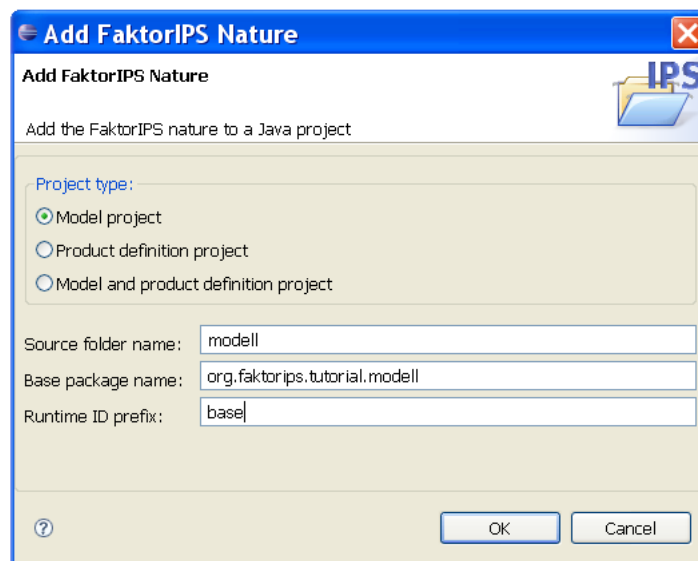 Add FaktorIPS Nature
Add FaktorIPS Nature
IPS
Add the FaktorIPS nature to a Java project
Project type:
Model project
Product definition project
Model and product definition project
Source folder name: modell
Base package name: org.faktorips.tutorial.modell
Runtime ID prefix: base
? OK Cancel